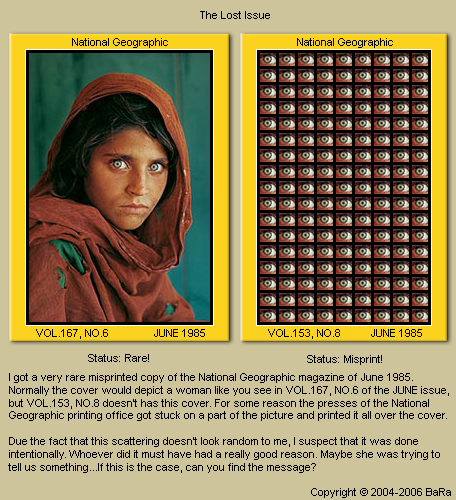 The Lost Issue
National Geographic
VOL.167, NO.6 JUNE 1985
Status: Rare!
National Geographic
VOL.153, NO.8 JUNE 1985
Status: Misprint!
I got a very rare misprinted copy of the National Geographic magazine of June 1985.
Normally the cover would depict a woman like you see in VOL.167, NO.6 of the JUNE issue,
but VOL.153, NO.8 doesn't has this cover. For some reason the presses of the National
Geographic printing office got stuck on a part of the picture and printed it all over the cover.
Due the fact that this scattering doesn't look random to me, I suspect that it was done
intentionally. Whoever did it must have had a really good reason. Maybe she was trying to
tell us something...If this is the case, can you find the message?
Copyright © 2004-2006 BaRa